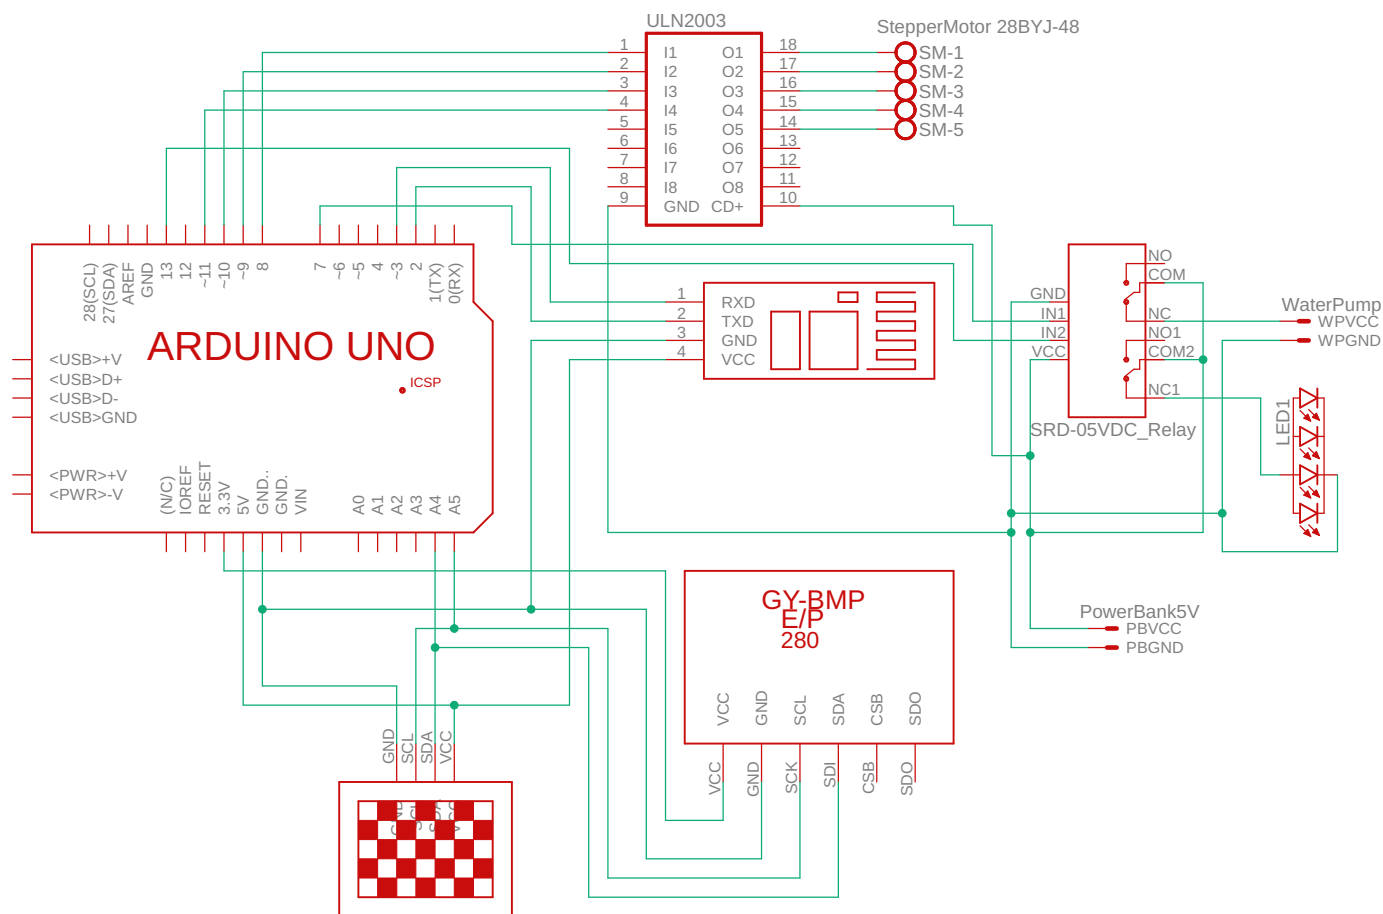 ULN2003
StepperMotor 28BYJ-48
1 I1 O1 18 SM-1
2 I2 O2 17 SM-2
3 I3 O3 16 SM-3
4 I4 O4 15 SM-4
5 I5 O5 14 SM-5
6 I6 O6 13
7 I7 O7 12
8 I8 O8 11
9 GND CD+ 10
28(SCL)
27(SDA)
AREF
GND
13
12
~11
~10
~9
8
7
~6
~5
4
~3
2
1(TX)
0(RX)
ARDUINO UNO
ICSP
<USB>+V
<USB>D+
<USB>D-
<USB>GND
<PWR>+V
<PWR>-V
(N/C)
IOREF
RESET
3.3V
5V
GND..
GND.
VIN
A0
A1
A2
A3
A4
A5
1 RXD
2 TXD
3 GND
4 VCC
NO
COM
GND
IN1 NC
IN2 NO1
VCC COM2
NC1
SRD-05VDC_Relay
WaterPump
WPVCC
WPGND
LED1
PowerBank5V
PBVCC
PBGND
GY-BMP
E/P
280
VCC
GND
SCL
SDA
CSB
SDO
VCC
GND
SCK
SDI
CSB
SDO
GND
SCL
SDA
VCC
GND
SCL
SDA
VCC